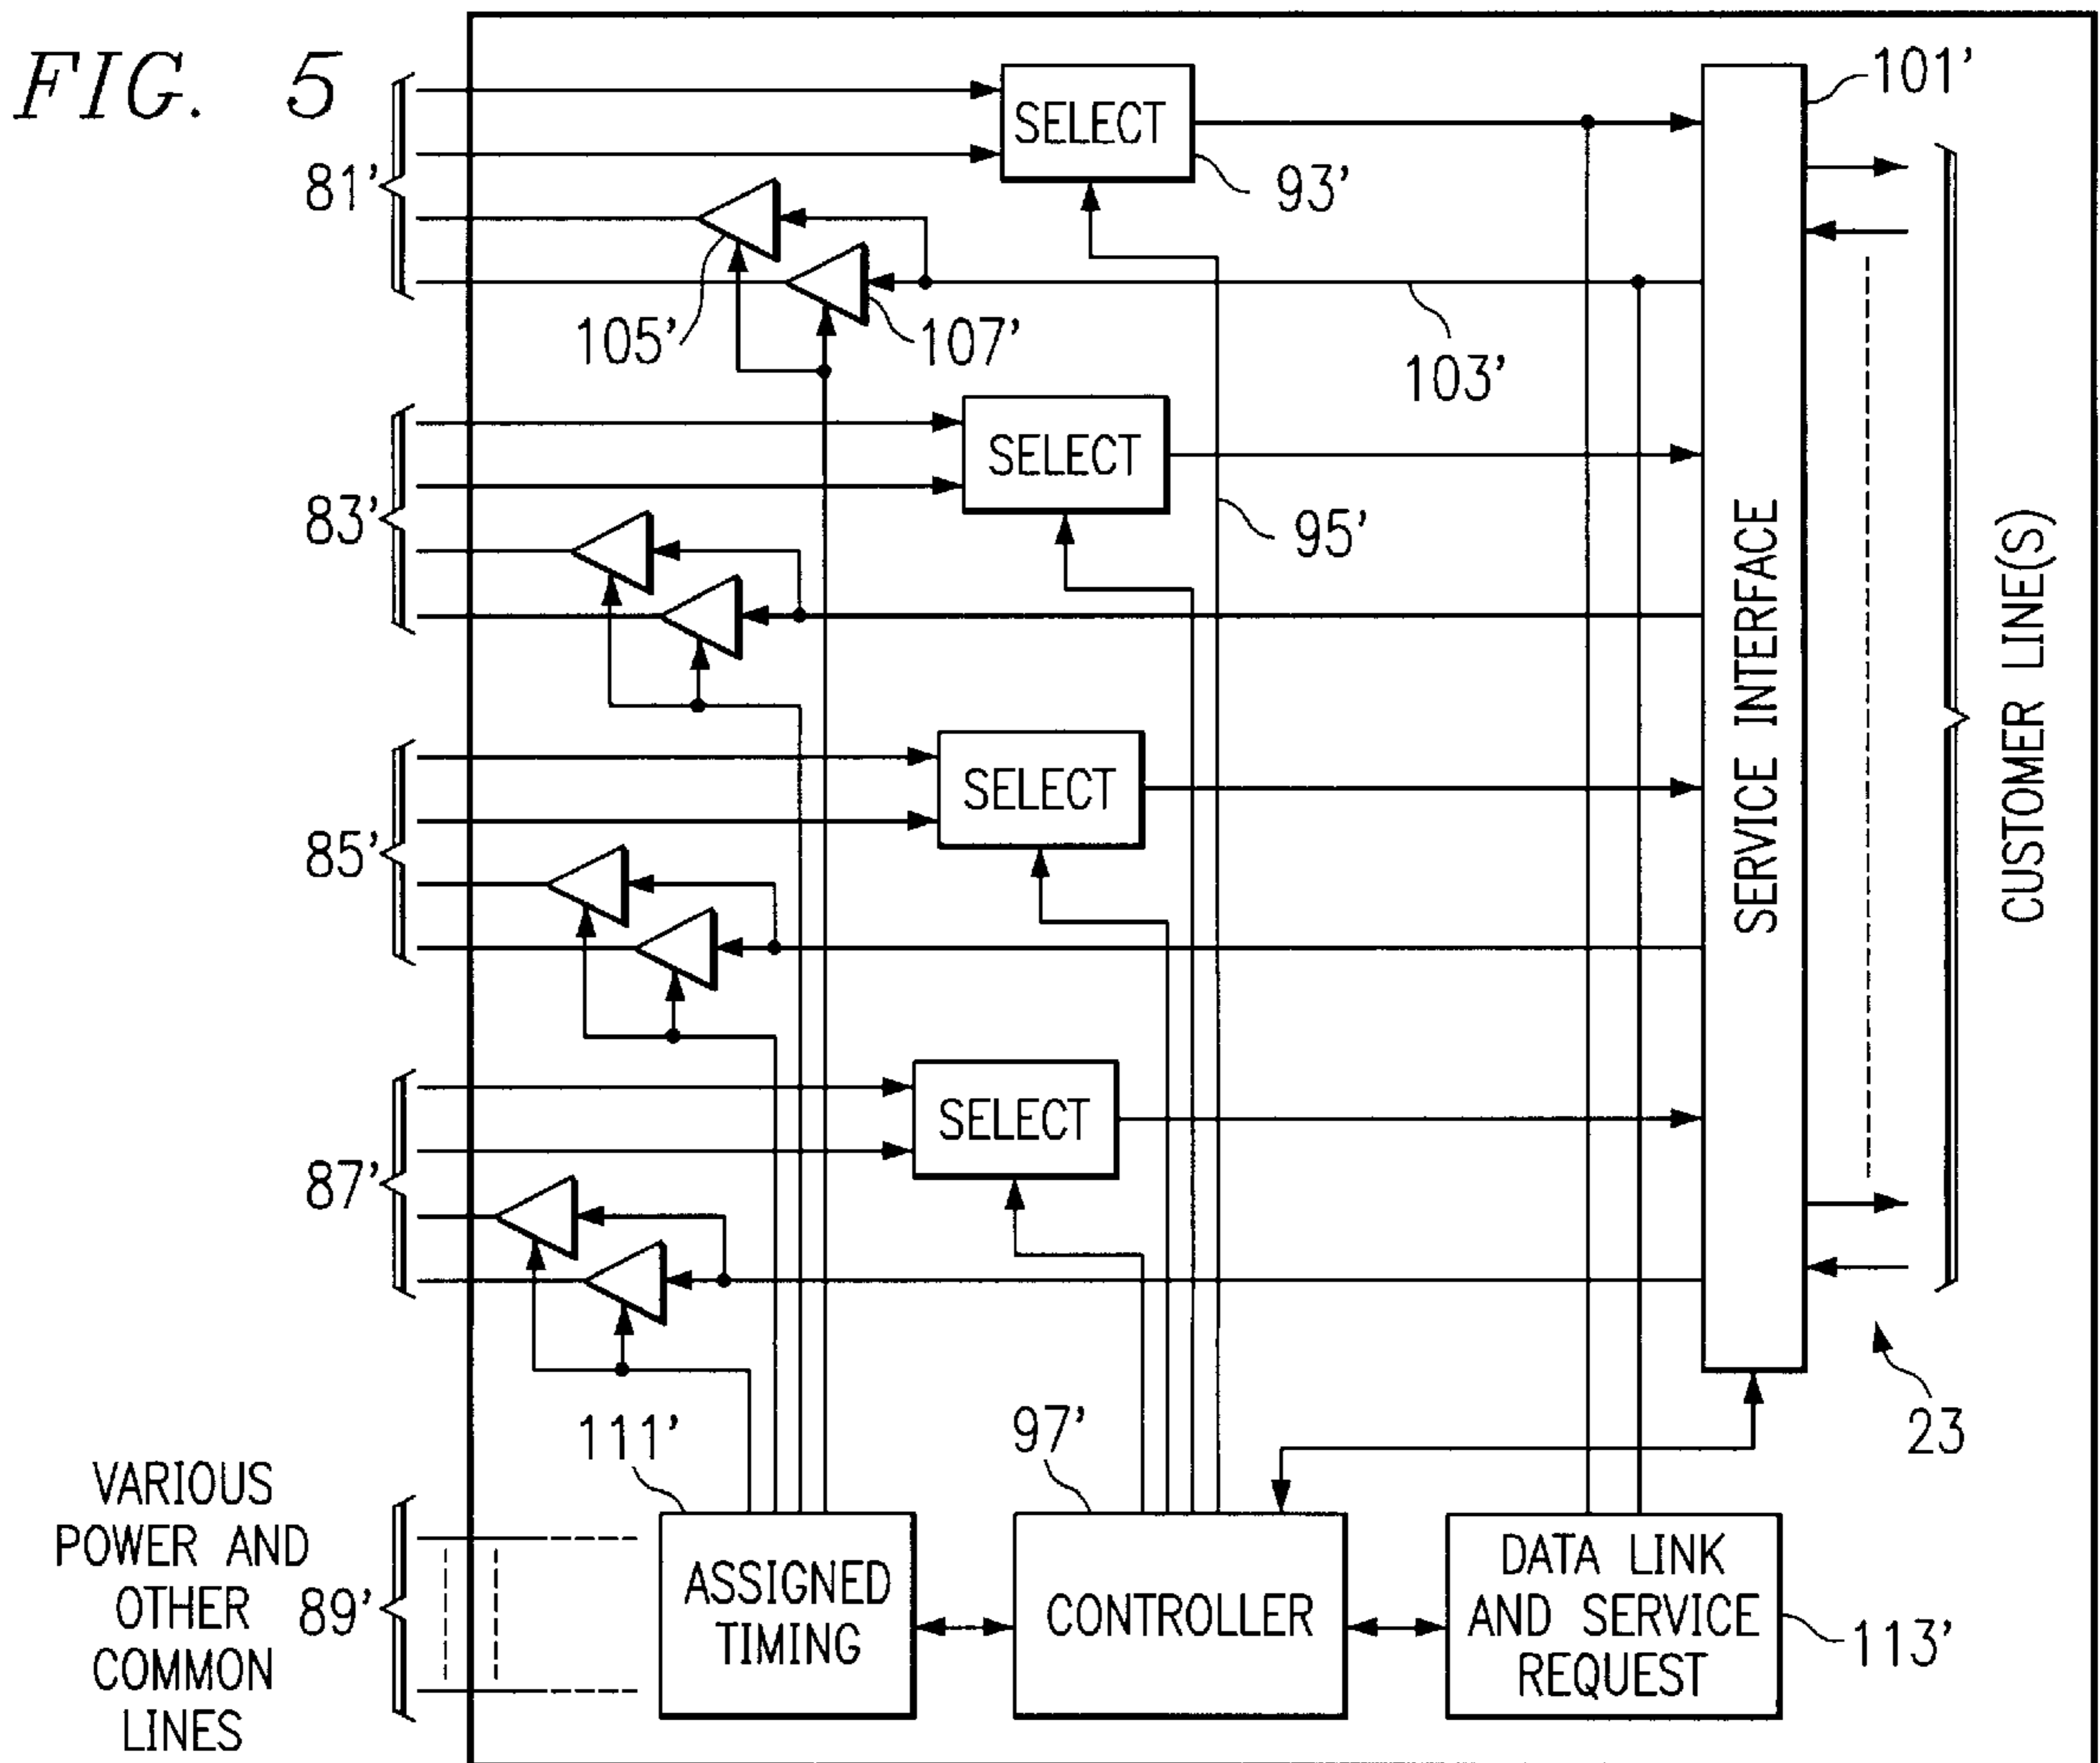 FIG. 5
101'
SELECT
81'
93'
105'
107'
103'
SELECT
83'
95'
SERVICE INTERFACE
CUSTOMER LINE(S)
SELECT
85'
SELECT
87'
111'
97'
23
VARIOUS
POWER AND
OTHER
COMMON
LINES
89'
ASSIGNED
TIMING
CONTROLLER
DATA LINK
AND SERVICE
REQUEST
113'